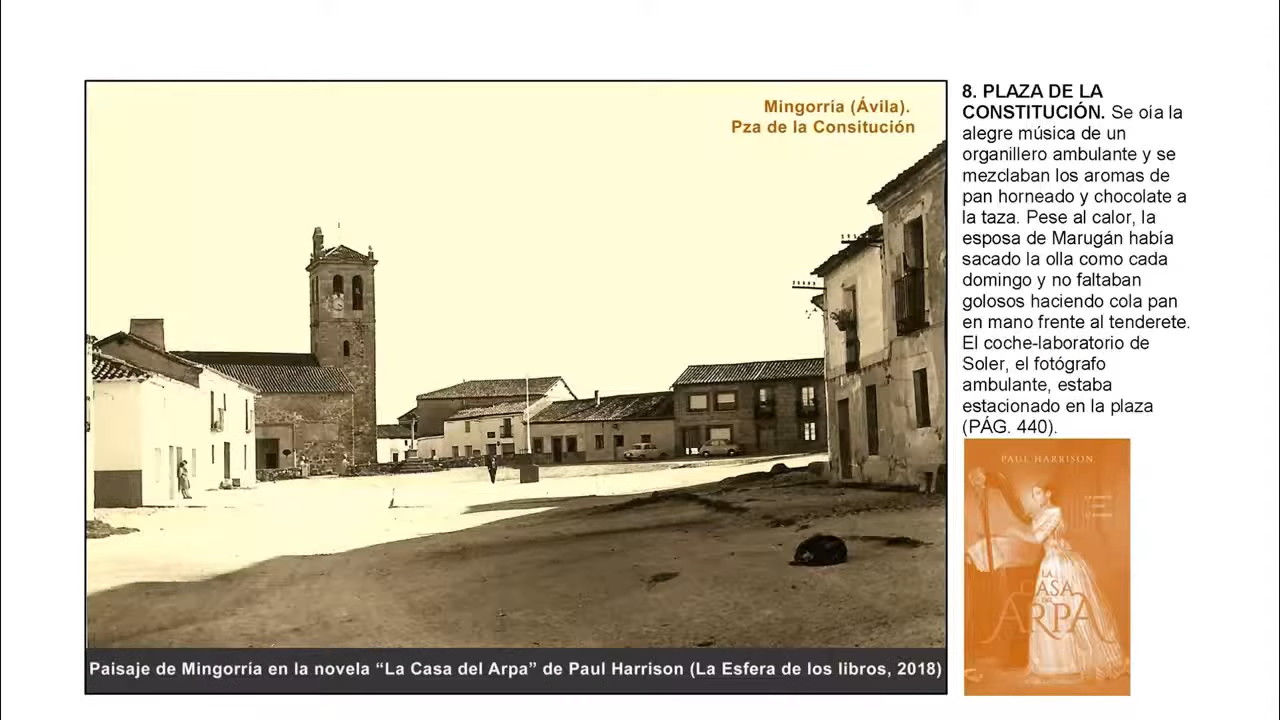 Mingorría (Ávila).
Pza de la Consitución
Paisaje de Mingorría en la novela “La Casa del Arpa” de Paul Harrison (La Esfera de los libros, 2018)
8. PLAZA DE LA
CONSTITUCIÓN. Se oía la
alegre música de un
organillero ambulante y se
mezclaban los aromas de
pan horneado y chocolate a
la taza. Pese al calor, la
esposa de Marugán había
sacado la olla como cada
domingo y no faltaban
golosos haciendo cola pan
en mano frente al tenderete.
El coche-laboratorio de
Soler, el fotógrafo
ambulante, estaba
estacionado en la plaza
(PÁG. 440).
PAUL HARRISON
LA
CASA
DEL
ARPA